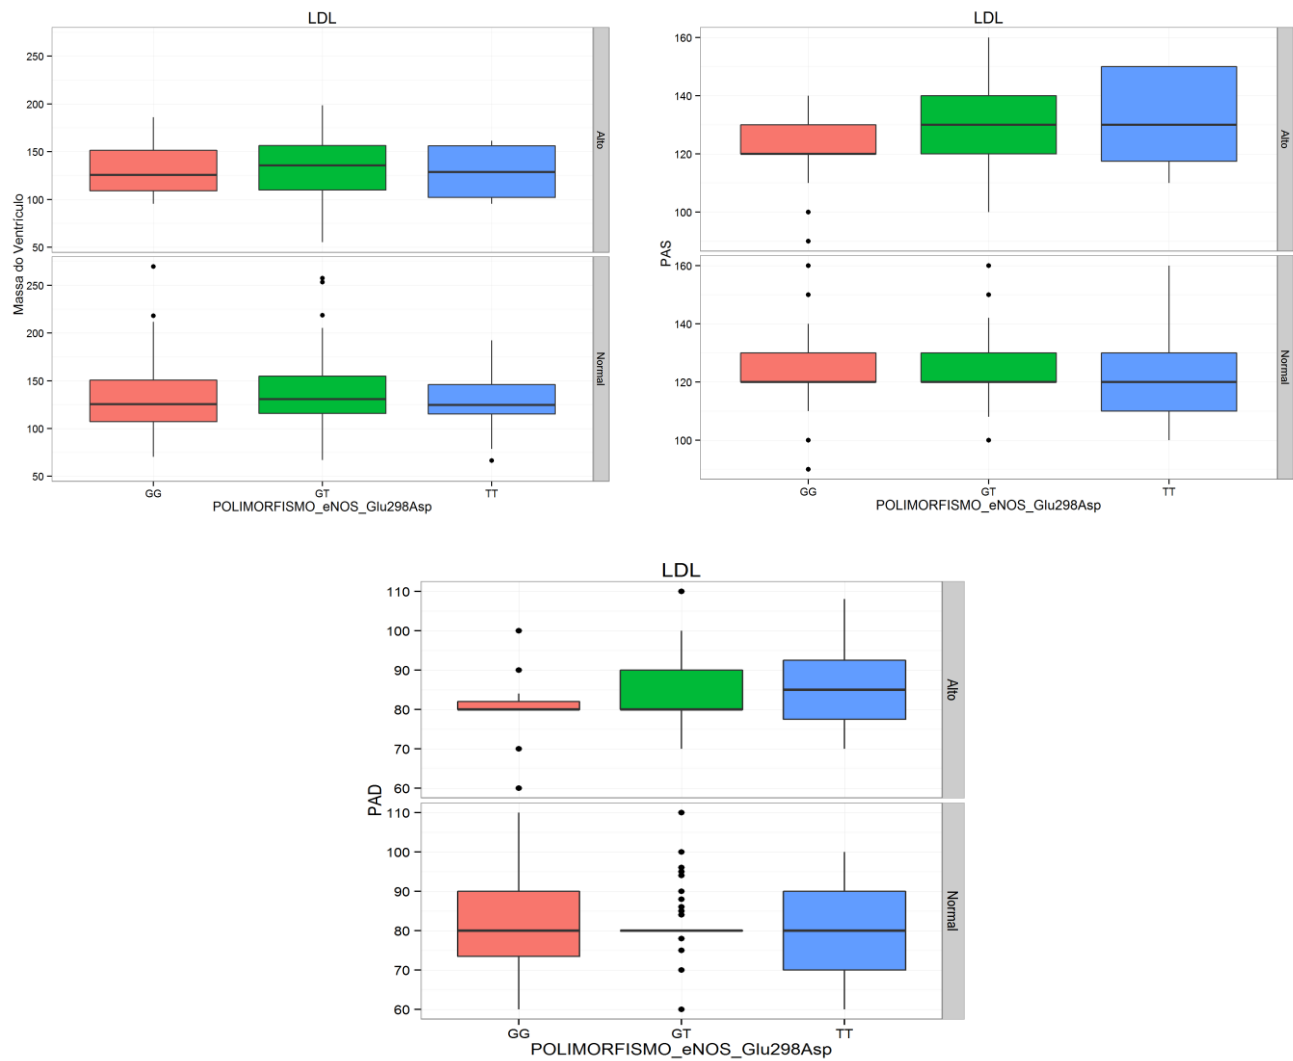 LDL
Massa do Ventrículo
250
200
150
100
50
Alto
250
200
150
100
50
Normal
GG GT TT
POLIMORFISMO_eNOS_Glu298Asp
LDL
PAS
160
140
120
100
Alto
160
140
120
100
Normal
GG GT TT
POLIMORFISMO_eNOS_Glu298Asp
LDL
PAD
110
100
90
80
70
60
Alto
110
100
90
80
70
60
Normal
GG GT TT
POLIMORFISMO_eNOS_Glu298Asp